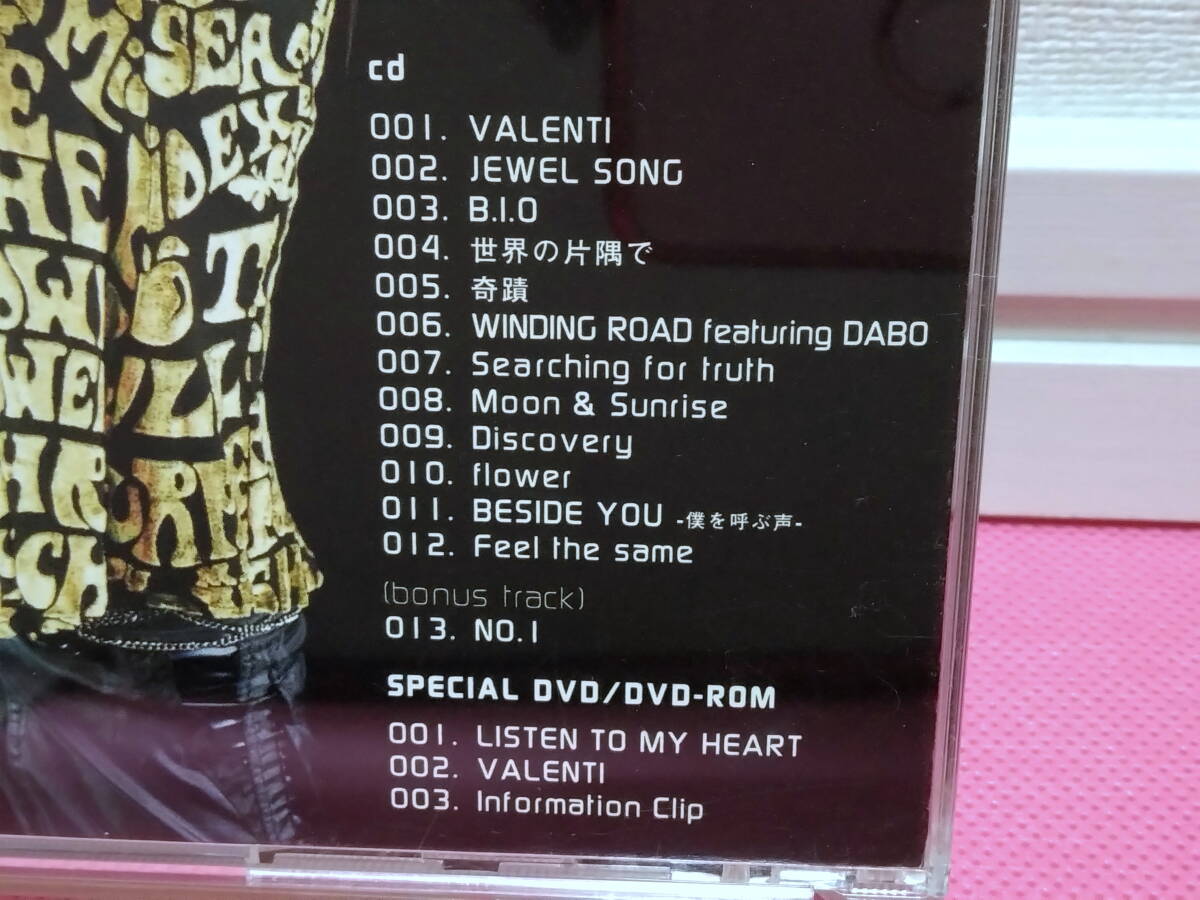 cd
001. VALENTI
002. JEWEL SONG
003. B.I.O
004. 世界の片隅で
005. 奇蹟
006. WINDING ROAD featuring DABO
007. Searching for truth
008. Moon & Sunrise
009. Discovery
010. flower
011. BESIDE YOU -僕を呼ぶ声-
012. Feel the same
(bonus track)
013. NO.1
SPECIAL DVD/DVD-ROM
001. LISTEN TO MY HEART
002. VALENTI
003. Information Clip